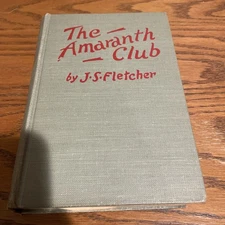 The
Amaranth
Club
by J.S. Fletcher